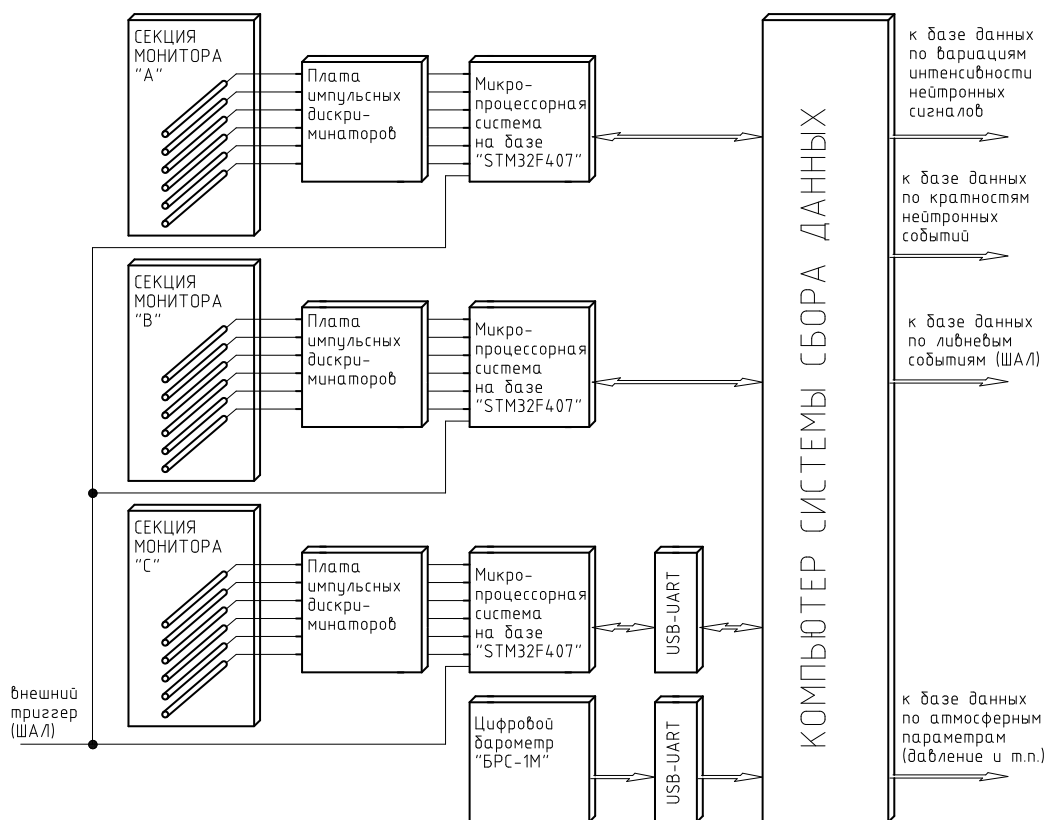 СЕКЦИЯ
МОНИТОРА
"A"
Плата
импульсных
дискри-
минаторов
Микро-
процессорная
система
на базе
"STM32F407"
СЕКЦИЯ
МОНИТОРА
"B"
Плата
импульсных
дискри-
минаторов
Микро-
процессорная
система
на базе
"STM32F407"
СЕКЦИЯ
МОНИТОРА
"C"
Плата
импульсных
дискри-
минаторов
Микро-
процессорная
система
на базе
"STM32F407"
USB-UART
внешний
триггер
(ШАЛ)
Цифровой
барометр
"БРС-1М"
USB-UART
КОМПЬЮТЕР СИСТЕМЫ СБОРА ДАННЫХ
к базе данных
по вариациям
интенсивности
нейтронных
сигналов
к базе данных
по кратностям
нейтронных
событий
к базе данных
по ливневым
событиям (ШАЛ)
к базе данных
по атмосферным
параметрам
(давление и т.п.)